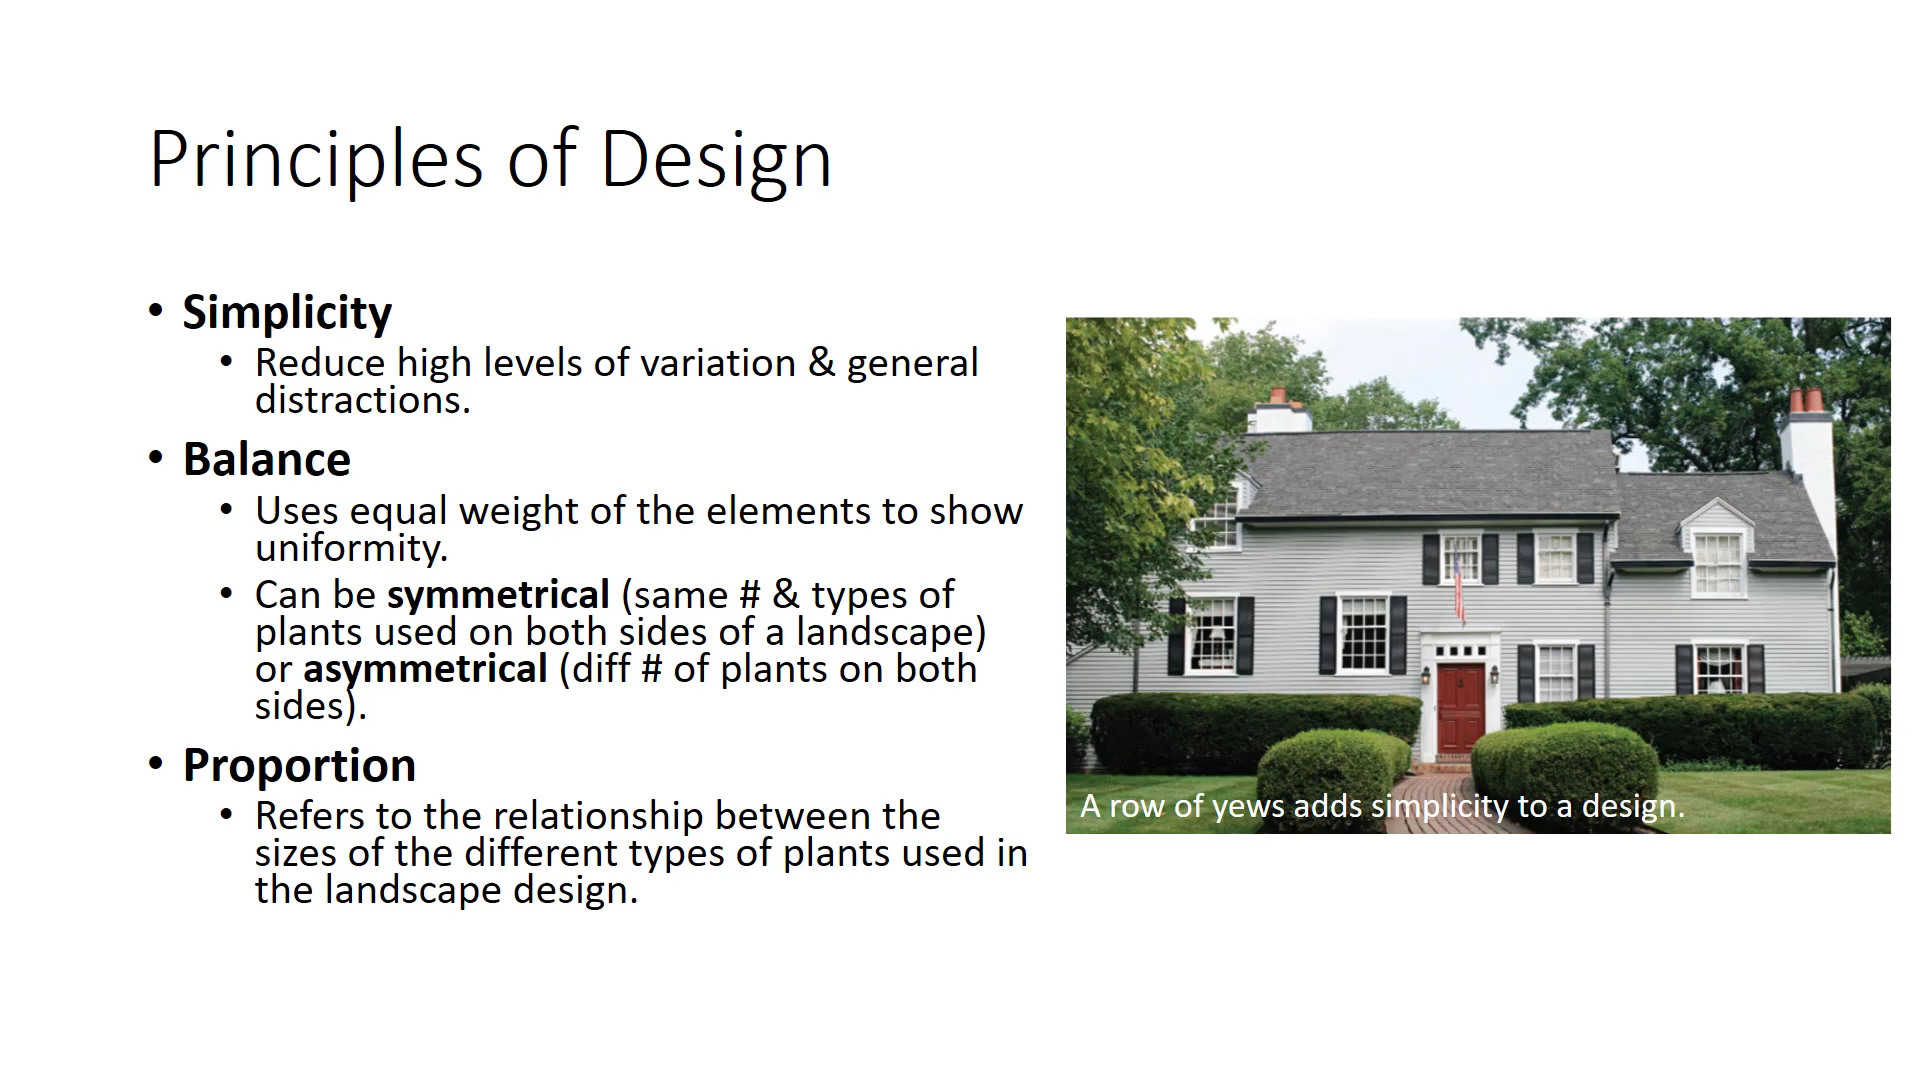 Principles of Design
• Simplicity
• Reduce high levels of variation & general
distractions.
• Balance
• Uses equal weight of the elements to show
uniformity.
• Can be symmetrical (same # & types of
plants used on both sides of a landscape)
or asymmetrical (diff # of plants on both
sides).
• Proportion
• Refers to the relationship between the
sizes of the different types of plants used in
the landscape design.
A row of yews adds simplicity to a design.